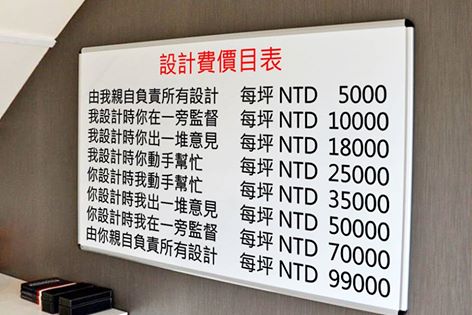 設計費價目表
由我親自負責所有設計 每坪 NTD 5000
我設計時你在一旁監督 每坪 NTD 10000
我設計時你出一堆意見 每坪 NTD 18000
我設計時你動手幫忙 每坪 NTD 25000
你設計時我動手幫忙 每坪 NTD 35000
你設計時我出一堆意見 每坪 NTD 50000
你設計時我在一旁監督 每坪 NTD 70000
由你親自負責所有設計 每坪 NTD 99000